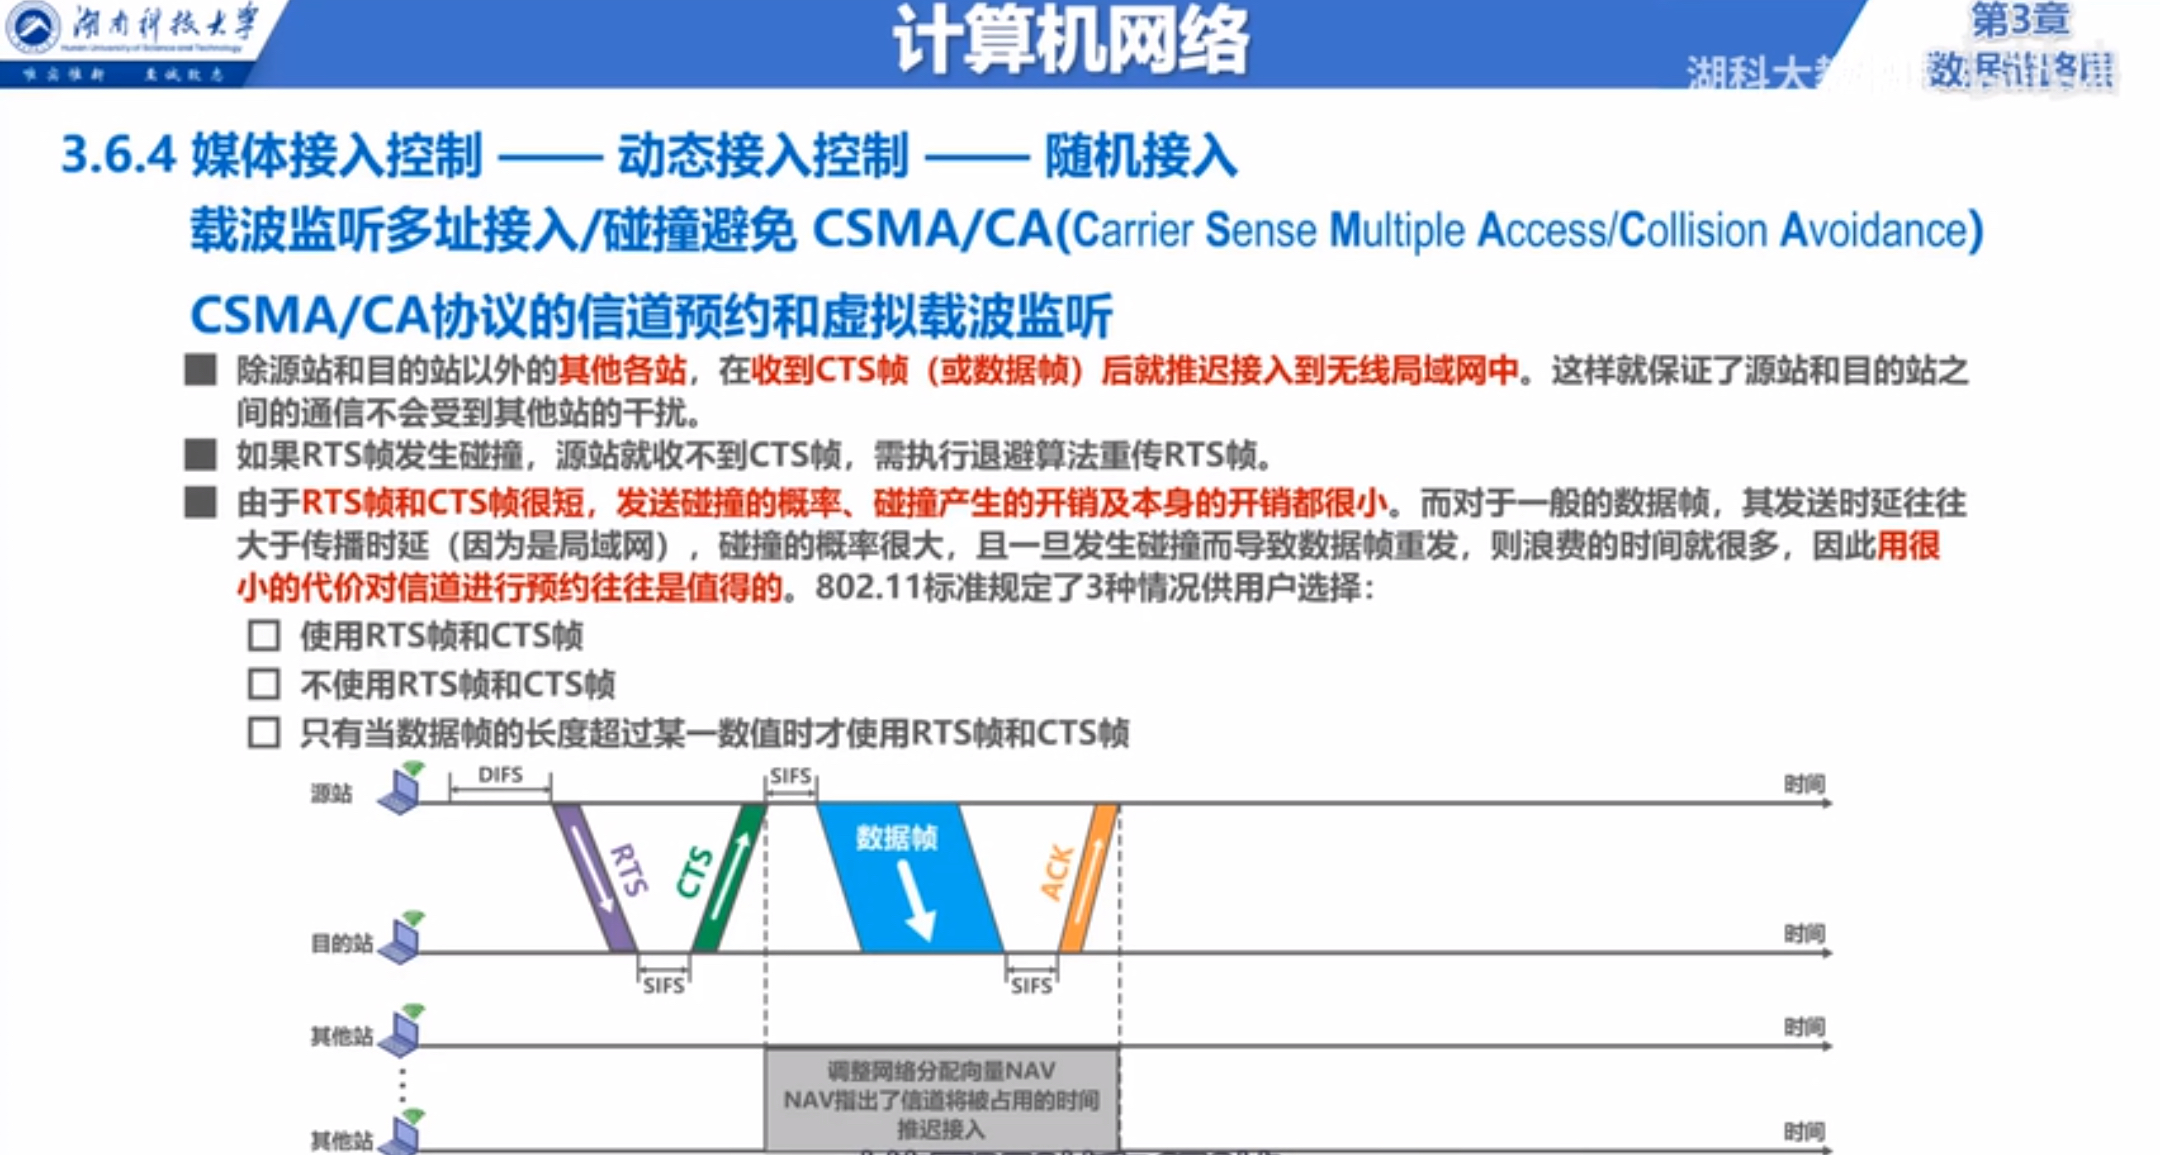 湖南科技大学
Hunan University of Science and Technology
唯实惟新 至诚致志
计算机网络
第3章
数据链路层
湖科大教
3.6.4 媒体接入控制 —— 动态接入控制 —— 随机接入
载波监听多址接入/碰撞避免 CSMA/CA(Carrier Sense Multiple Access/Collision Avoidance)
CSMA/CA协议的信道预约和虚拟载波监听
除源站和目的站以外的其他各站，在收到CTS帧（或数据帧）后就推迟接入到无线局域网中。这样就保证了源站和目的站之
间的通信不会受到其他站的干扰。
如果RTS帧发生碰撞，源站就收不到CTS帧，需执行退避算法重传RTS帧。
由于RTS帧和CTS帧很短，发送碰撞的概率、碰撞产生的开销及本身的开销都很小。而对于一般的数据帧，其发送时延往往
大于传播时延（因为是局域网），碰撞的概率很大，且一旦发生碰撞而导致数据帧重发，则浪费的时间就很多，因此用很
小的代价对信道进行预约往往是值得的。802.11标准规定了3种情况供用户选择：
使用RTS帧和CTS帧
不使用RTS帧和CTS帧
只有当数据帧的长度超过某一数值时才使用RTS帧和CTS帧
DIFS
SIFS
源站
时间
数据帧
RTS
CTS
ACK
目的站
时间
SIFS
SIFS
其他站
时间
调整网络分配向量NAV
NAV指出了信道将被占用的时间
推迟接入
其他站
时间